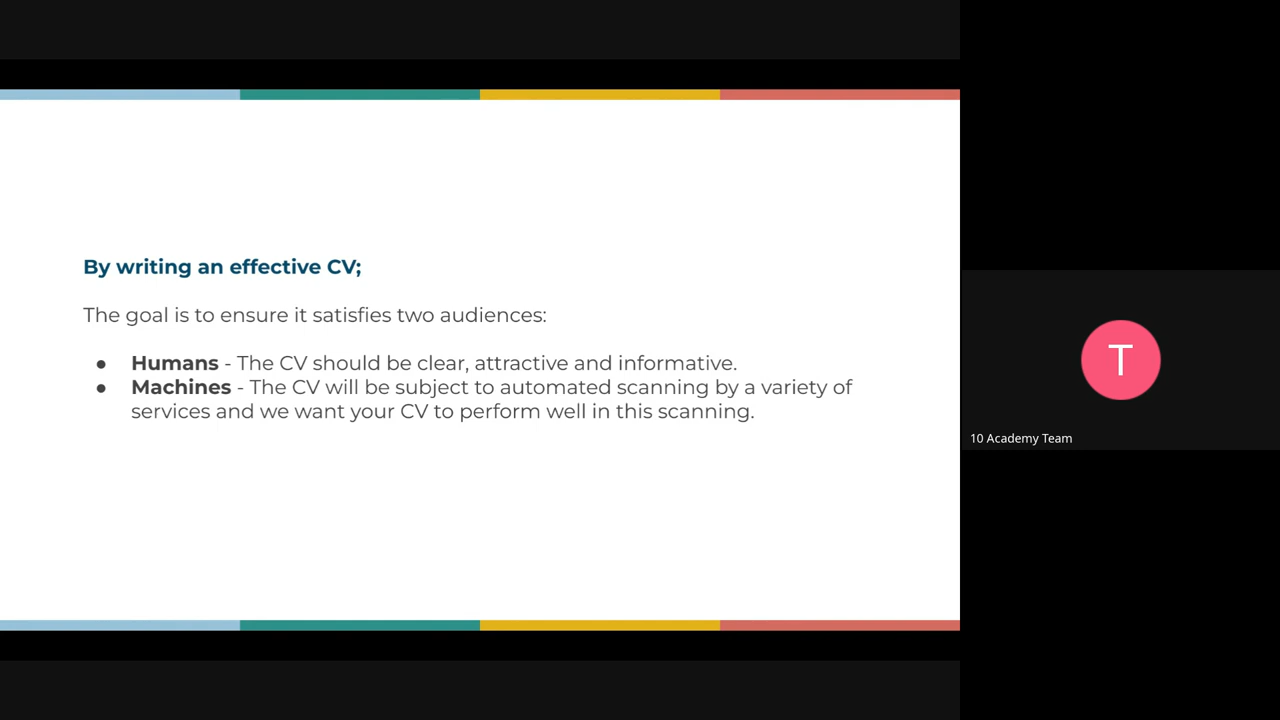 By writing an effective CV;
The goal is to ensure it satisfies two audiences:
● Humans - The CV should be clear, attractive and informative.
● Machines - The CV will be subject to automated scanning by a variety of
services and we want your CV to perform well in this scanning.
T
10 Academy Team